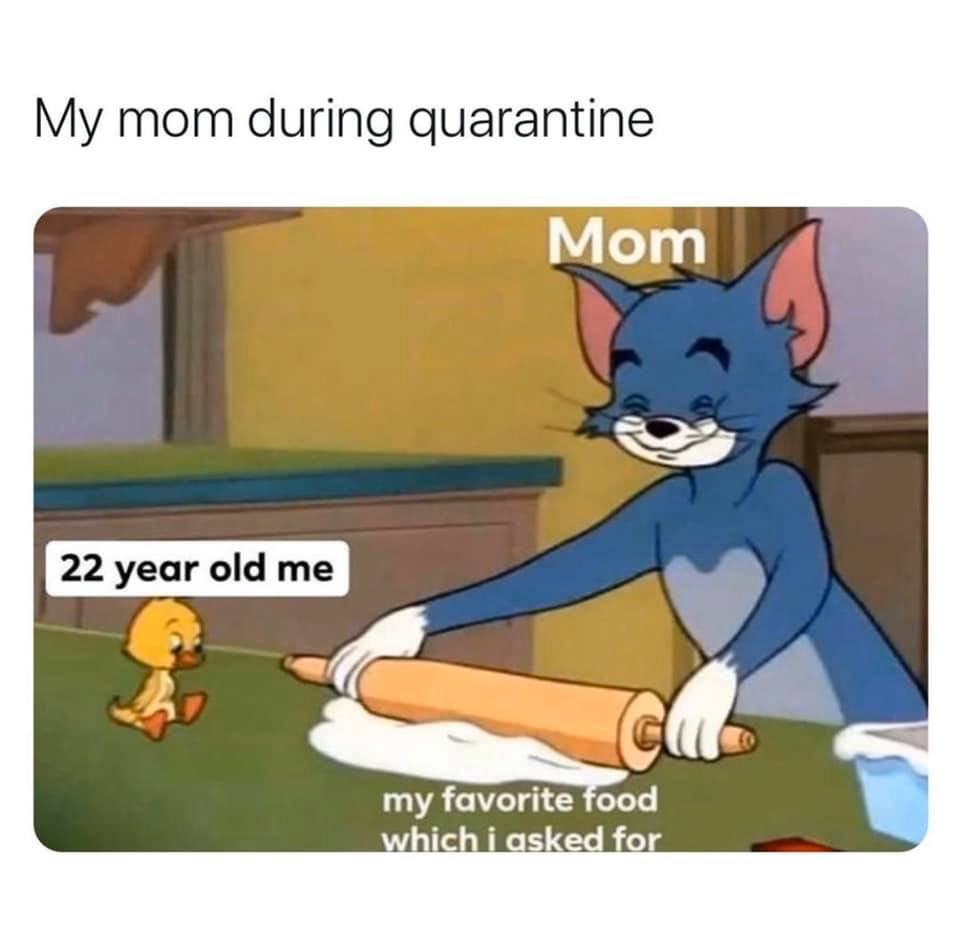 My mom during quarantine
Mom
22 year old me
my favorite food
which i asked for